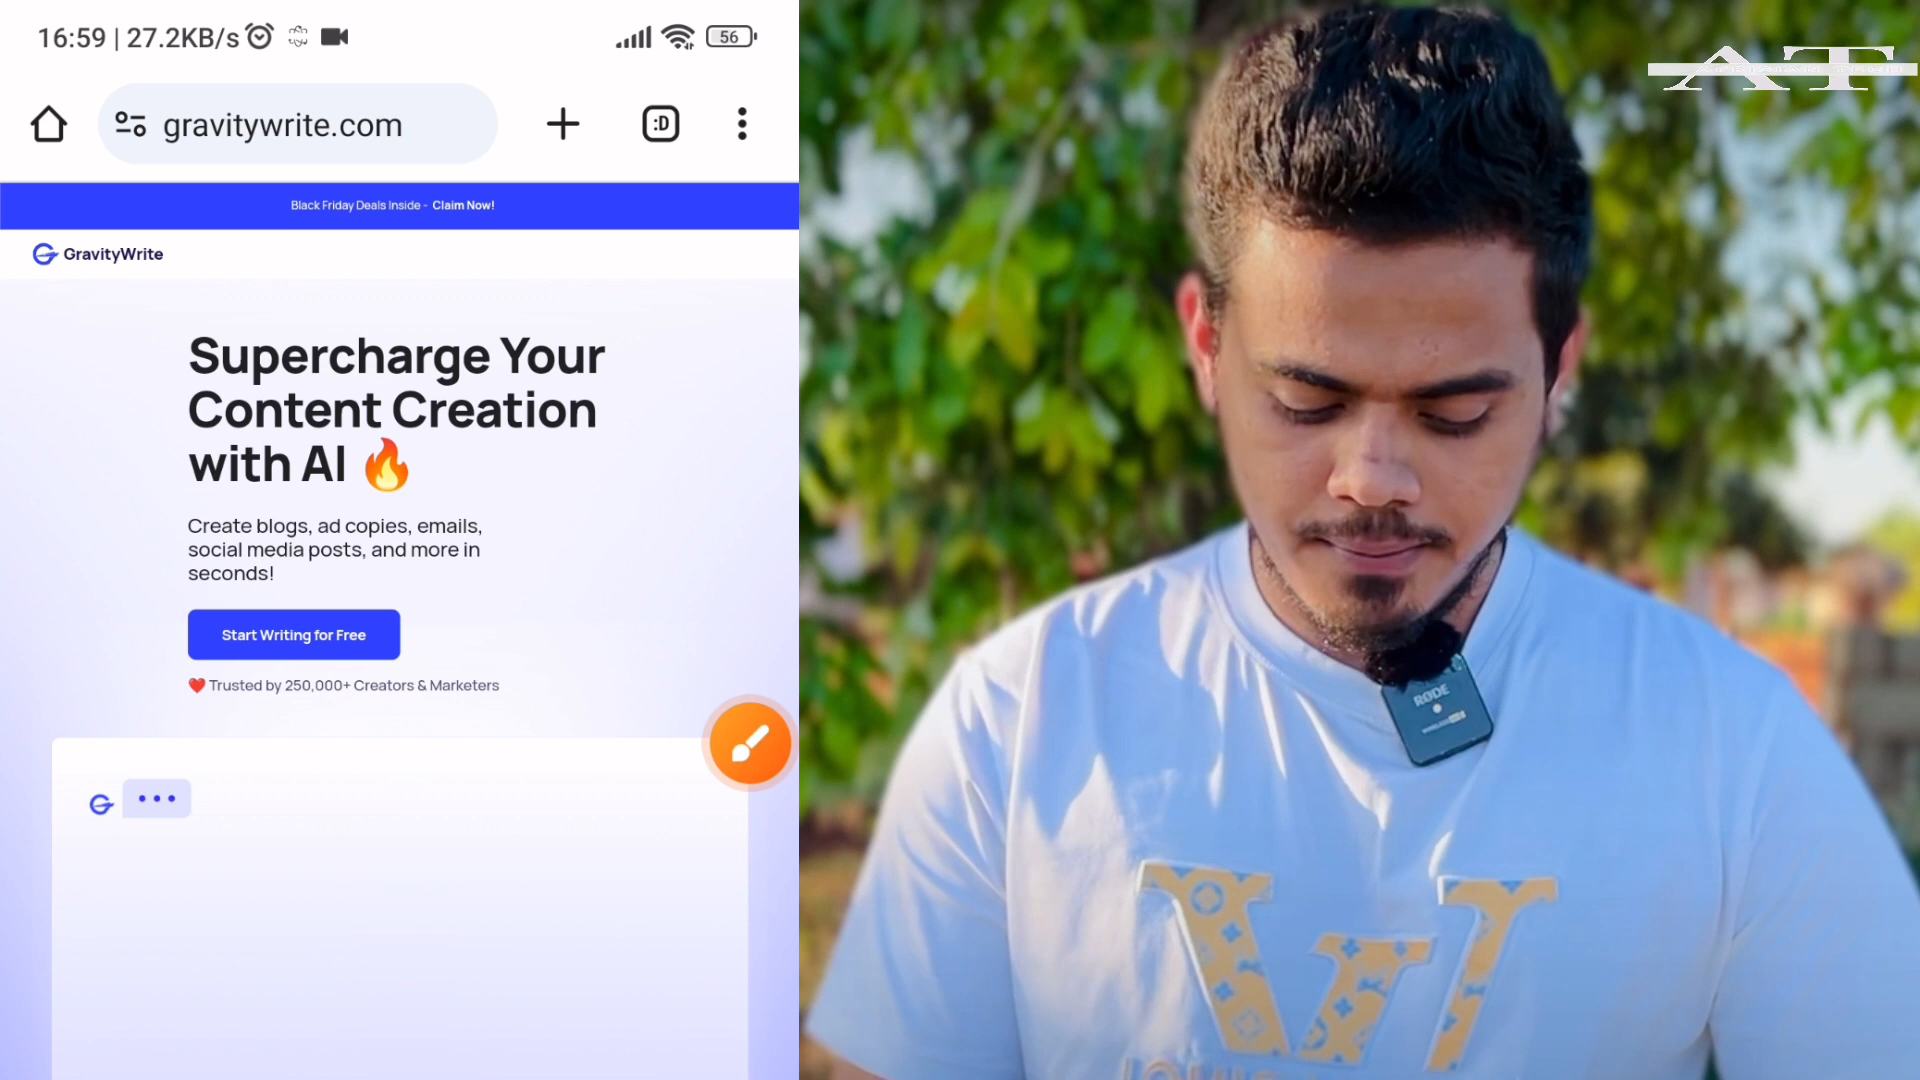 16:59 | 27.2KB/s
56
gravitywrite.com
:D
Black Friday Deals Inside - Claim Now!
GravityWrite
Supercharge Your
Content Creation
with AI 🔥
Create blogs, ad copies, emails,
social media posts, and more in
seconds!
Start Writing for Free
❤️ Trusted by 250,000+ Creators & Marketers
AT
RØDE